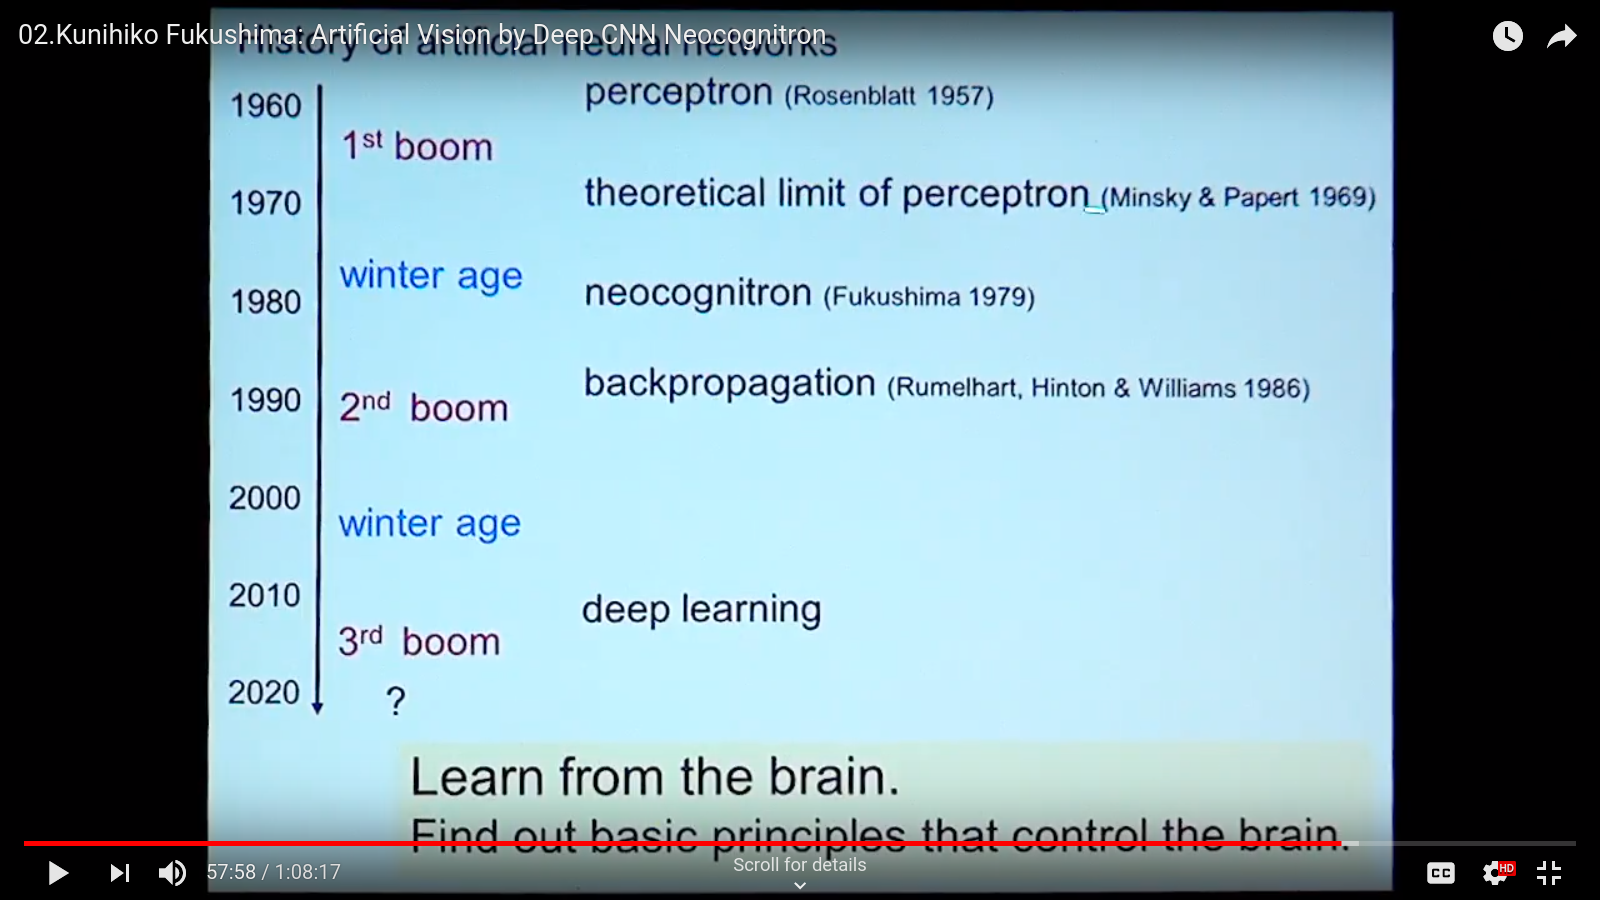 02.Kunihiko Fukushima: Artificial Vision by Deep CNN Neocognitron
History of artificial neural networks
1960
perceptron (Rosenblatt 1957)
1st boom
1970
theoretical limit of perceptron (Minsky & Papert 1969)
winter age
1980
neocognitron (Fukushima 1979)
backpropagation (Rumelhart, Hinton & Williams 1986)
1990
2nd boom
2000
winter age
2010
deep learning
3rd boom
2020
?
Learn from the brain.
Find out basic principles that control the brain.
Scroll for details
57:58 / 1:08:17
CC
HD